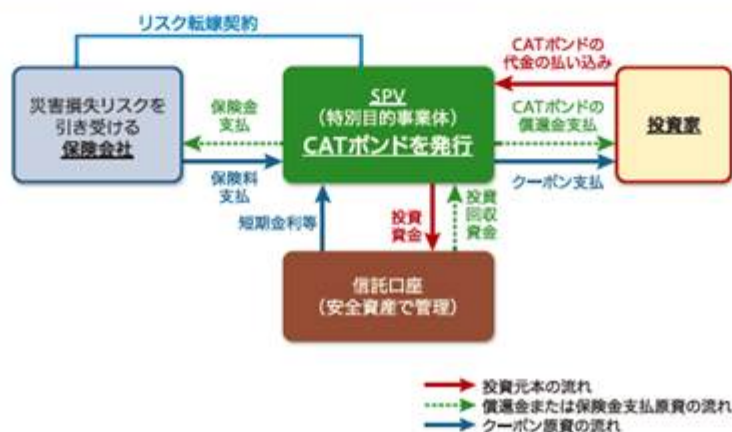 リスク転嫁契約
災害損失リスクを
引き受ける
保険会社
保険金
支払
保険料
支払
SPV
(特別目的事業体)
CATボンドを発行
CATボンドの
代金の払い込み
CATボンドの
償還金支払
クーポン支払
投資家
短期金利等
投資
資金
投資
回収
資金
信託口座
(安全資産で管理)
投資元本の流れ
償還金または保険金支払原資の流れ
クーポン原資の流れ